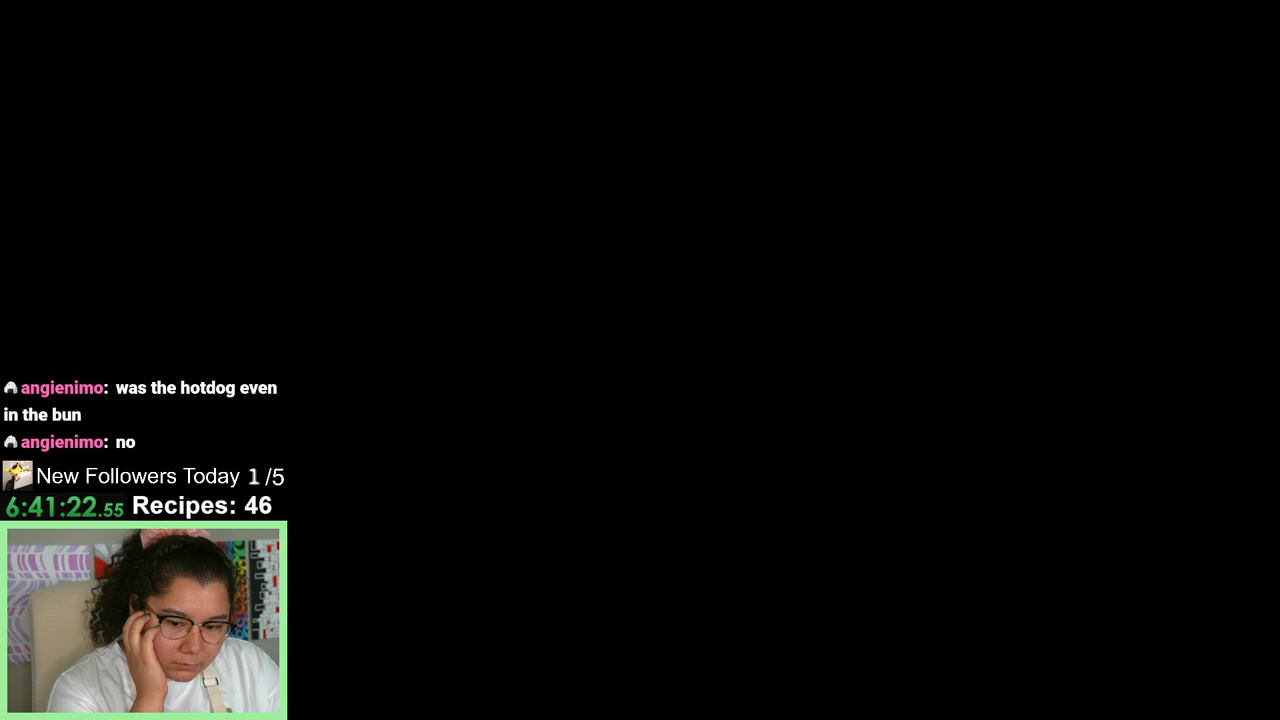 angienimo: was the hotdog even
in the bun
angienimo: no
New Followers Today 1/5
6:41:22.55 Recipes: 46